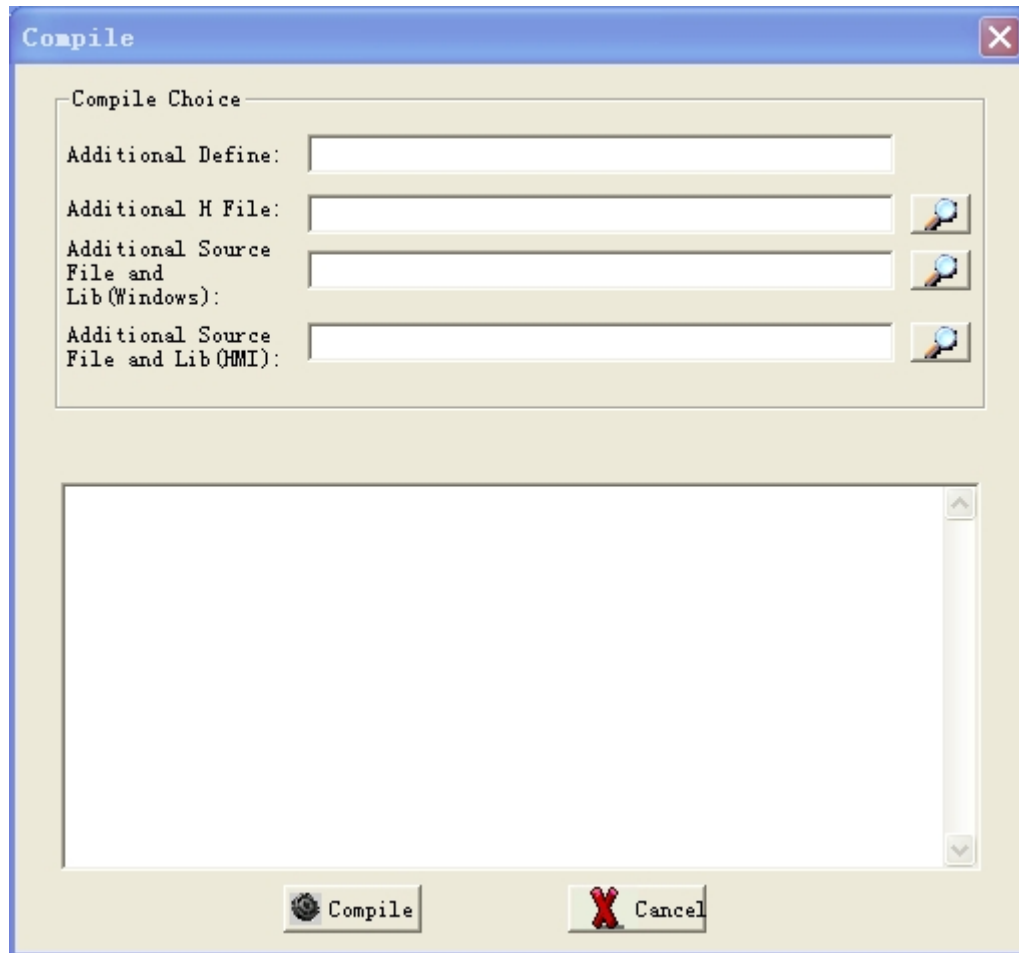 Compile
Compile Choice
Additional Define:
Additional H File:
Additional Source
File and
Lib(Windows):
Additional Source
File and Lib(HMI):
Compile
Cancel